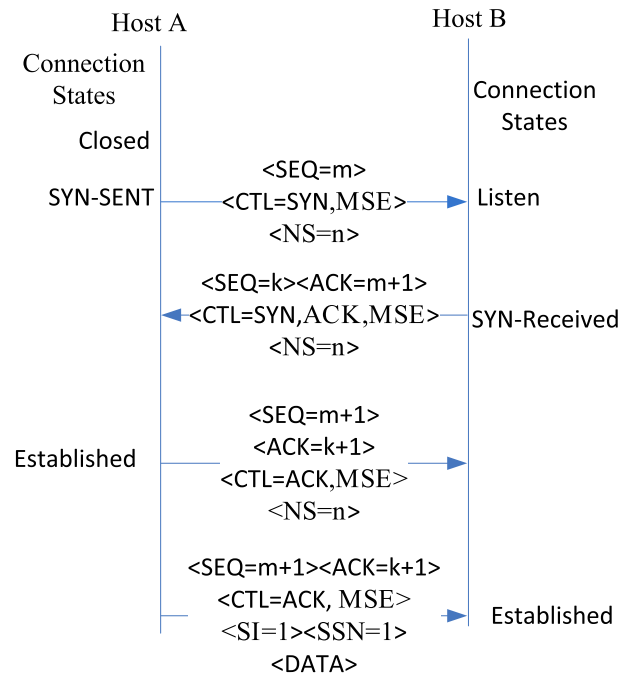 Host A
Host B
Connection
States
Connection
States
Closed
<SEQ=m>
SYN-SENT
<CTL=SYN,MSE>
Listen
<NS=n>
<SEQ=k><ACK=m+1>
<CTL=SYN,ACK,MSE>
SYN-Received
<NS=n>
<SEQ=m+1>
<ACK=k+1>
Established
<CTL=ACK,MSE>
<NS=n>
<SEQ=m+1><ACK=k+1>
<CTL=ACK, MSE>
Established
<SI=1><SSN=1>
<DATA>